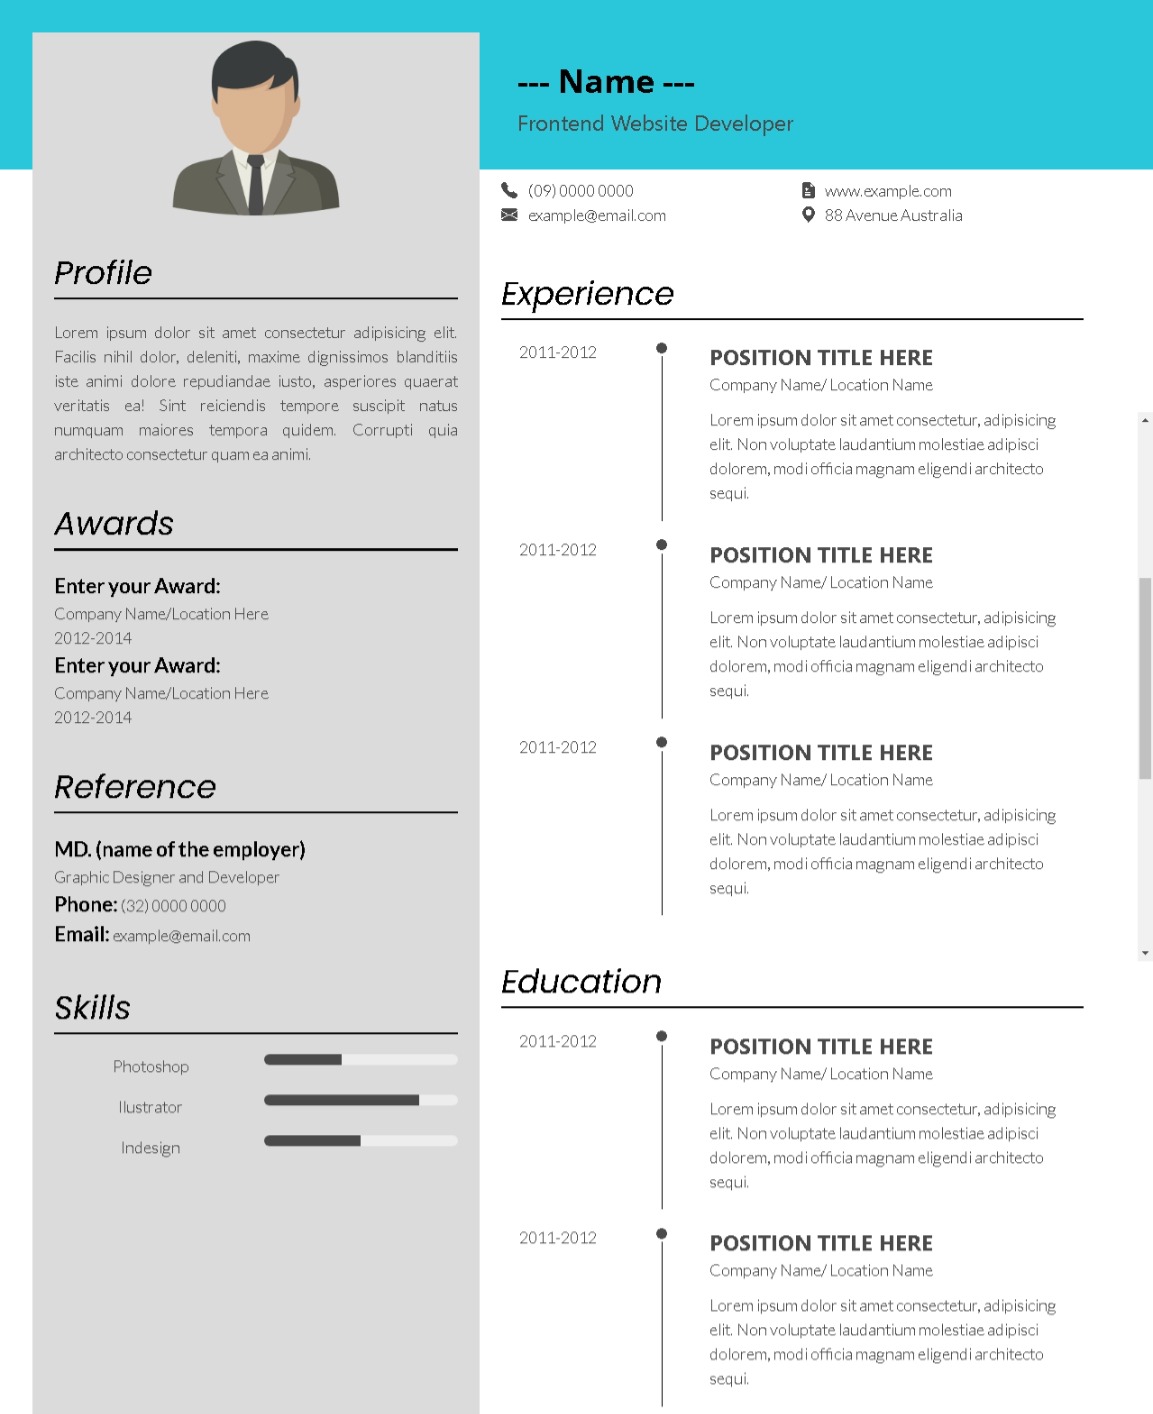 --- Name ---
Frontend Website Developer
(09) 0000 0000
www.example.com
example@email.com
88 Avenue Australia
Profile
Lorem ipsum dolor sit amet consectetur adipisicing elit.
Facilis nihil dolor, deleniti, maxime dignissimos blanditiis
iste animi dolore repudiandae iusto, asperiores quaerat
veritatis ea! Sint reiciendis tempore suscipit natus
numquam maiores tempora quidem. Corrupti quia
architecto consectetur quam ea animi.
Awards
Enter your Award:
Company Name/Location Here
2012-2014
Enter your Award:
Company Name/Location Here
2012-2014
Reference
MD. (name of the employer)
Graphic Designer and Developer
Phone: (32) 0000 0000
Email: example@email.com
Skills
Photoshop
Ilustrator
Indesign
Experience
2011-2012
POSITION TITLE HERE
Company Name/ Location Name
Lorem ipsum dolor sit amet consectetur, adipisicing
elit. Non voluptate laudantium molestiae adipisci
dolorem, modi officia magnam eligendi architecto
sequi.
2011-2012
POSITION TITLE HERE
Company Name/ Location Name
Lorem ipsum dolor sit amet consectetur, adipisicing
elit. Non voluptate laudantium molestiae adipisci
dolorem, modi officia magnam eligendi architecto
sequi.
2011-2012
POSITION TITLE HERE
Company Name/ Location Name
Lorem ipsum dolor sit amet consectetur, adipisicing
elit. Non voluptate laudantium molestiae adipisci
dolorem, modi officia magnam eligendi architecto
sequi.
Education
2011-2012
POSITION TITLE HERE
Company Name/ Location Name
Lorem ipsum dolor sit amet consectetur, adipisicing
elit. Non voluptate laudantium molestiae adipisci
dolorem, modi officia magnam eligendi architecto
sequi.
2011-2012
POSITION TITLE HERE
Company Name/ Location Name
Lorem ipsum dolor sit amet consectetur, adipisicing
elit. Non voluptate laudantium molestiae adipisci
dolorem, modi officia magnam eligendi architecto
sequi.